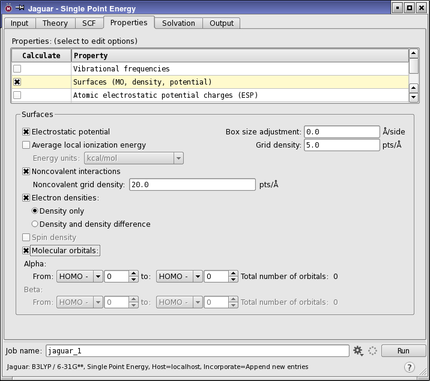 Jaguar - Single Point Energy
Input Theory SCF Properties Solvation Output
Properties: (select to edit options)
Calculate Property
Vibrational frequencies
Surfaces (MO, density, potential)
Atomic electrostatic potential charges (ESP)
Surfaces
Electrostatic potential Box size adjustment: 0.0 Å/side
Average local ionization energy Grid density: 5.0 pts/Å
Energy units: kcal/mol
Noncovalent interactions
Noncovalent grid density: 20.0 pts/Å
Electron densities:
Density only
Density and density difference
Spin density
Molecular orbitals:
Alpha:
From: HOMO - 0 to: HOMO - 0 Total number of orbitals: 0
Beta:
From: HOMO - 0 to: HOMO - 0 Total number of orbitals: 0
Job name: jaguar_1 Run
Jaguar: B3LYP / 6-31G**, Single Point Energy, Host=localhost, Incorporate=Append new entries ?